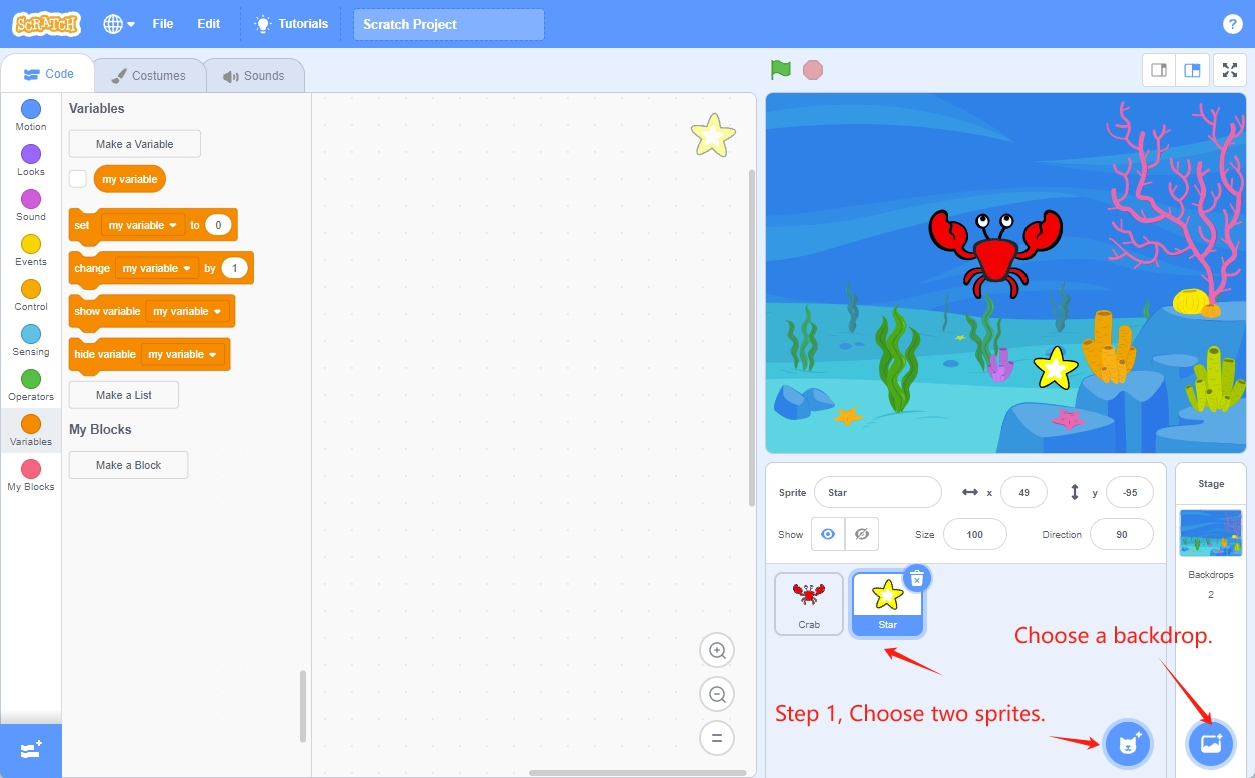 SCRATCH
File
Edit
Tutorials
Scratch Project
?
Code
Costumes
Sounds
Motion
Looks
Sound
Events
Control
Sensing
Operators
Variables
My Blocks
Variables
Make a Variable
my variable
set my variable to 0
change my variable by 1
show variable my variable
hide variable my variable
Make a List
My Blocks
Make a Block
Sprite Star x 49 y -95
Show Size 100 Direction 90
Crab
Star
Stage
Backdrops
2
Choose a backdrop.
Step 1, Choose two sprites.